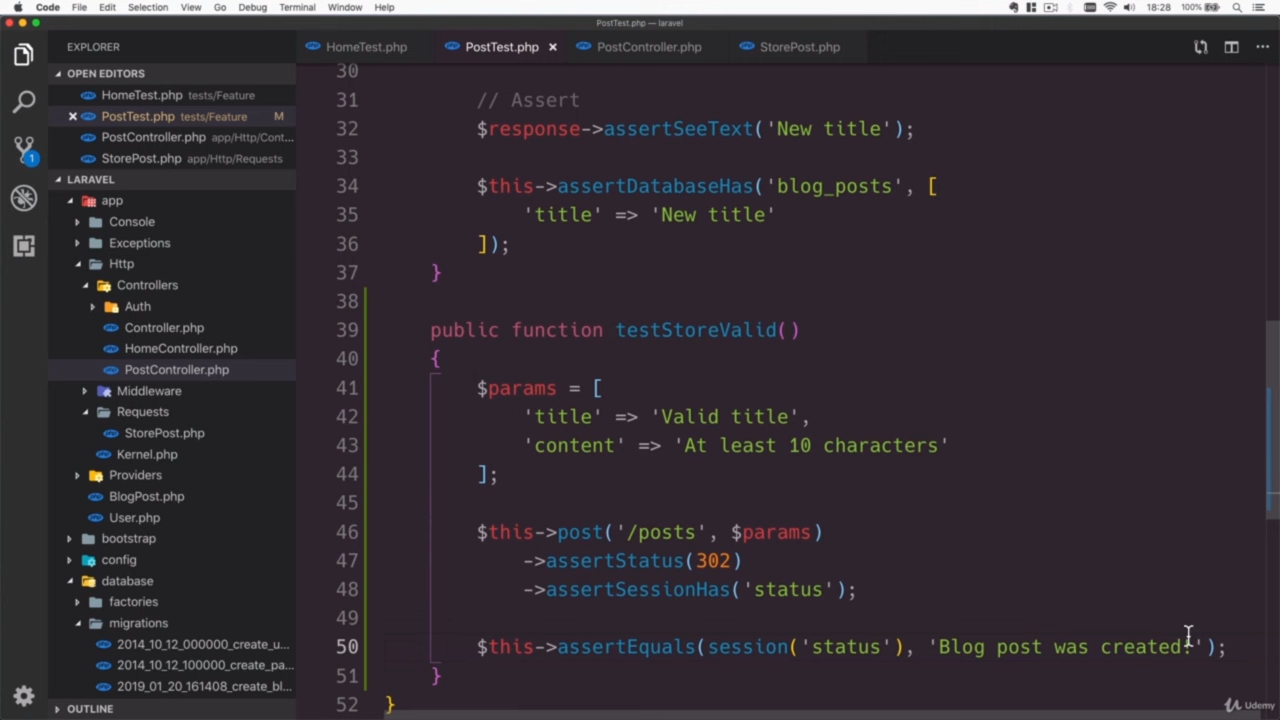 Code File Edit Selection View Go Debug Terminal Window Help 18:28 100%
PostTest.php — laravel
EXPLORER
HomeTest.php PostTest.php × PostController.php StorePost.php
OPEN EDITORS
HomeTest.php tests/Feature
× PostTest.php tests/Feature M
PostController.php app/Http/Cont...
StorePost.php app/Http/Requests
LARAVEL
app
Console
Exceptions
Http
Controllers
Auth
Controller.php
HomeController.php
PostController.php
Middleware
Requests
StorePost.php
Kernel.php
Providers
BlogPost.php
User.php
bootstrap
config
database
factories
migrations
2014_10_12_000000_create_u...
2014_10_12_100000_create_pa...
2019_01_20_161408_create_bl...
OUTLINE
1
30
31 // Assert
32 $response->assertSeeText('New title');
33
34 $this->assertDatabaseHas('blog_posts', [
35 'title' => 'New title'
36 ]);
37 }
38
39 public function testStoreValid()
40 {
41 $params = [
42 'title' => 'Valid title',
43 'content' => 'At least 10 characters'
44 ];
45
46 $this->post('/posts', $params)
47 ->assertStatus(302)
48 ->assertSessionHas('status');
49
50 $this->assertEquals(session('status'), 'Blog post was created!');
51 }
52 }
Udemy